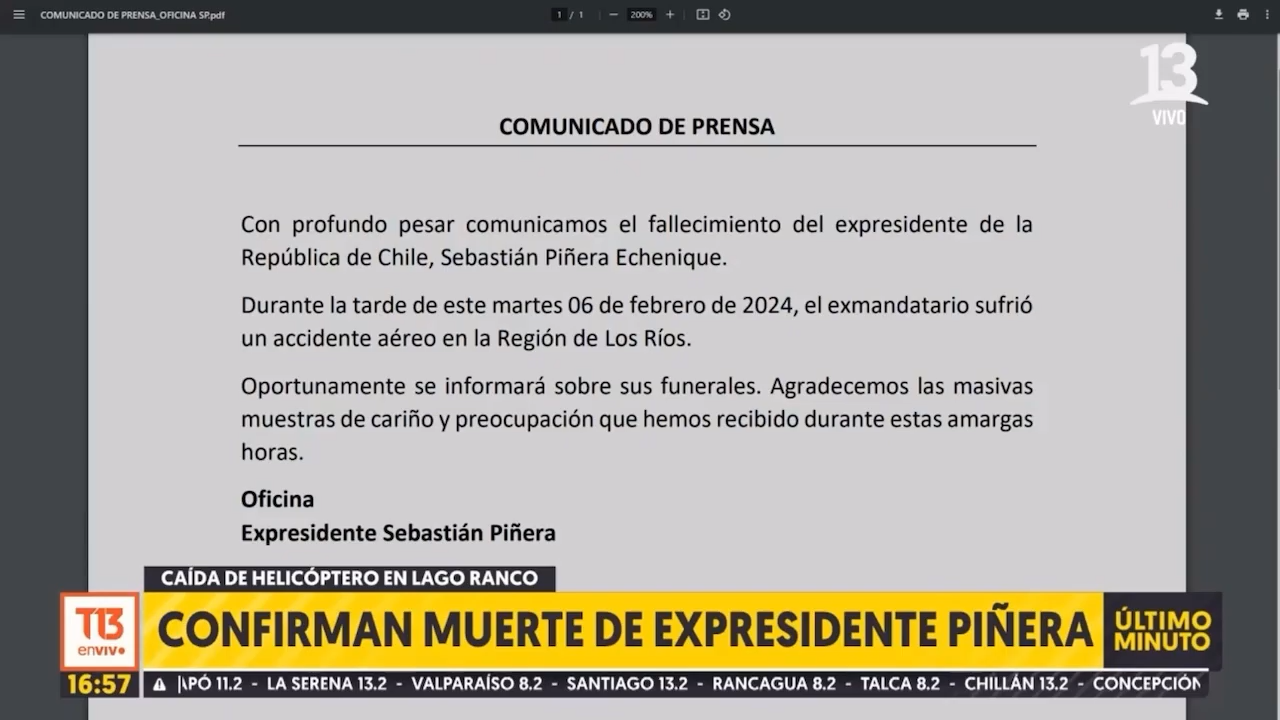 COMUNICADO DE PRENSA_OFICINA SP.pdf
1 / 1
200%
13
VIVO
COMUNICADO DE PRENSA
Con profundo pesar comunicamos el fallecimiento del expresidente de la
República de Chile, Sebastián Piñera Echenique.
Durante la tarde de este martes 06 de febrero de 2024, el exmandatario sufrió
un accidente aéreo en la Región de Los Ríos.
Oportunamente se informará sobre sus funerales. Agradecemos las masivas
muestras de cariño y preocupación que hemos recibido durante estas amargas
horas.
Oficina
Expresidente Sebastián Piñera
CAÍDA DE HELICÓPTERO EN LAGO RANCO
T13
en VIVO
CONFIRMAN MUERTE DE EXPRESIDENTE PIÑERA
ÚLTIMO
MINUTO
16:57
APÓ 11.2 - LA SERENA 13.2 - VALPARAÍSO 8.2 - SANTIAGO 13.2 - RANCAGUA 8.2 - TALCA 8.2 - CHILLÁN 13.2 - CONCEPCIÓN